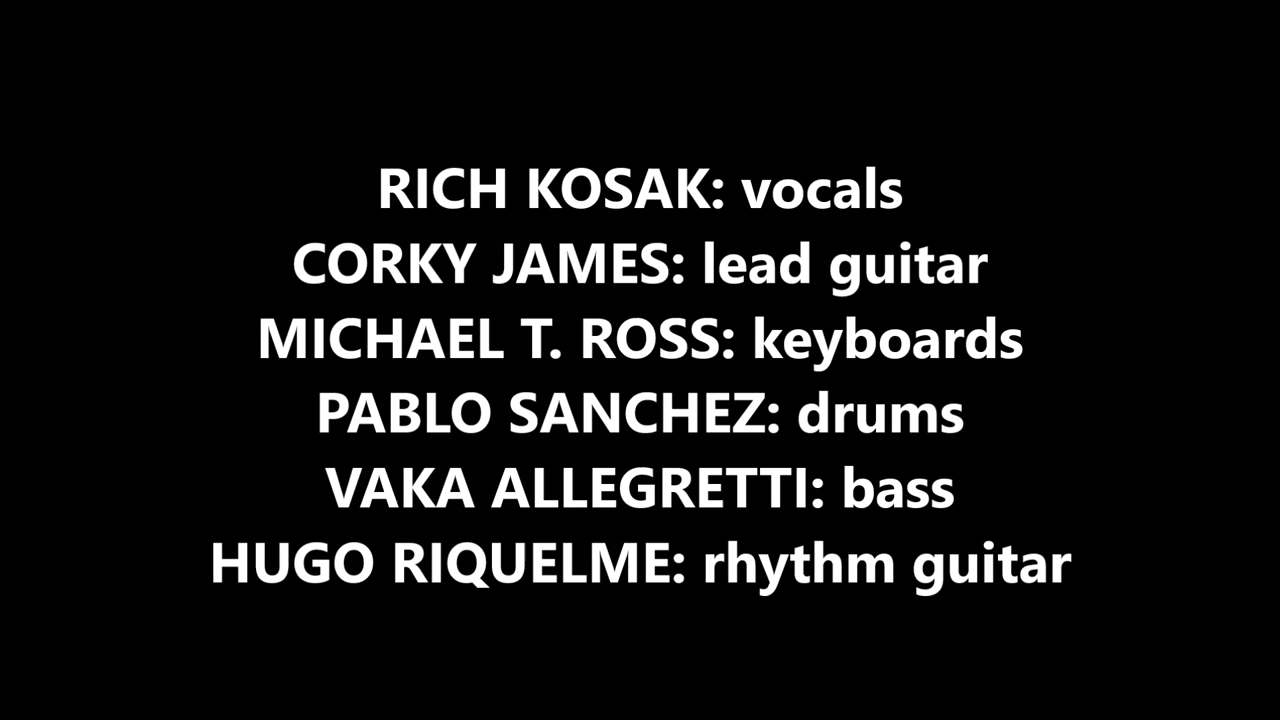 RICH KOSAK: vocals
CORKY JAMES: lead guitar
MICHAEL T. ROSS: keyboards
PABLO SANCHEZ: drums
VAKA ALLEGRETTI: bass
HUGO RIQUELME: rhythm guitar